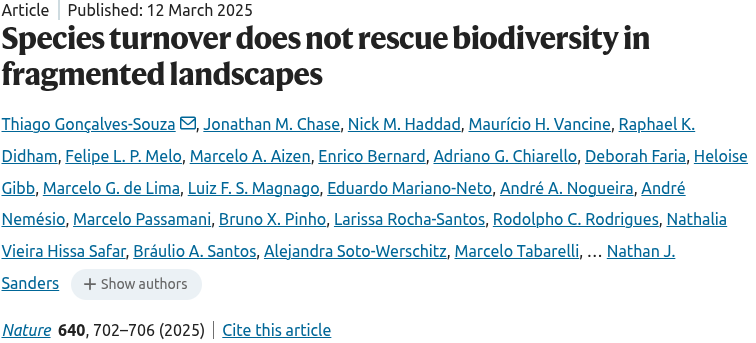 Article | Published: 12 March 2025
Species turnover does not rescue biodiversity in
fragmented landscapes
Thiago Gonçalves-Souza, Jonathan M. Chase, Nick M. Haddad, Maurício H. Vancine, Raphael K.
Didham, Felipe L. P. Melo, Marcelo A. Aizen, Enrico Bernard, Adriano G. Chiarello, Deborah Faria, Heloise
Gibb, Marcelo G. de Lima, Luiz F. S. Magnago, Eduardo Mariano-Neto, André A. Nogueira, André
Nemésio, Marcelo Passamani, Bruno X. Pinho, Larissa Rocha-Santos, Rodolpho C. Rodrigues, Nathalia
Vieira Hissa Safar, Bráulio A. Santos, Alejandra Soto-Werschitz, Marcelo Tabarelli, … Nathan J.
Sanders + Show authors
Nature 640, 702–706 (2025) | Cite this article